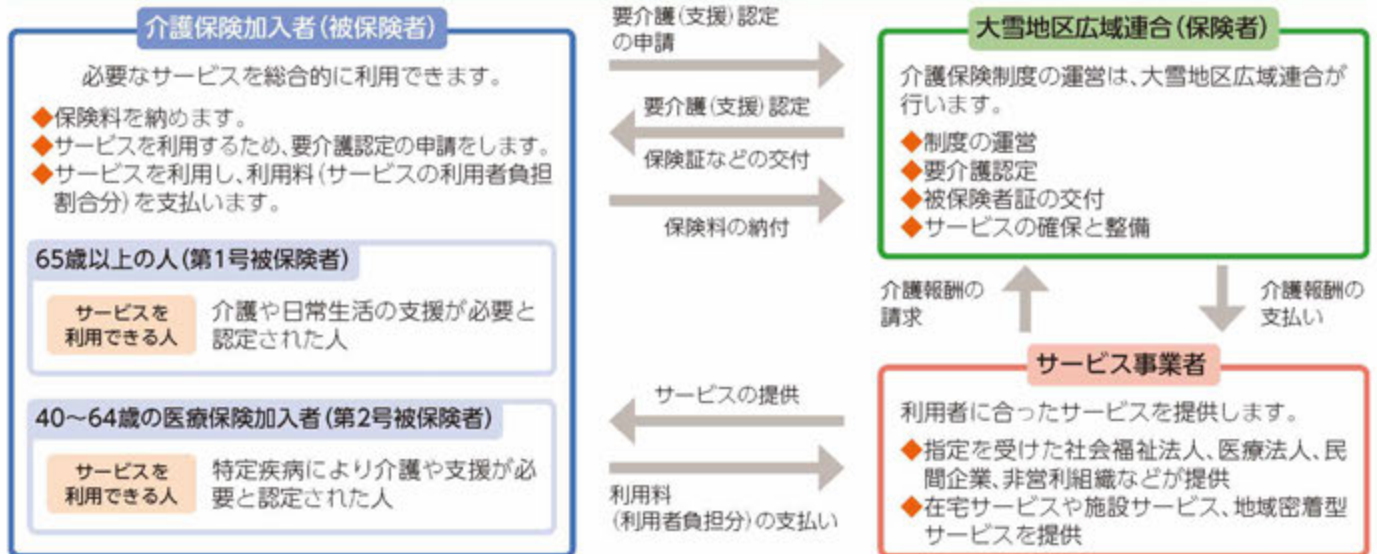 介護保険加入者(被保険者)
必要なサービスを総合的に利用できます。
◆保険料を納めます。
◆サービスを利用するため、要介護認定の申請をします。
◆サービスを利用し、利用料(サービスの利用者負担
割合分)を支払います。
65歳以上の人(第1号被保険者)
サービスを
利用できる人
介護や日常生活の支援が必要と
認定された人
40～64歳の医療保険加入者(第2号被保険者)
サービスを
利用できる人
特定疾病により介護や支援が必
要と認定された人
要介護(支援)認定
の申請
要介護(支援)認定
保険証などの交付
保険料の納付
サービスの提供
利用料
(利用者負担分)の支払い
大雪地区広域連合(保険者)
介護保険制度の運営は、大雪地区広域連合が
行います。
◆制度の運営
◆要介護認定
◆被保険者証の交付
◆サービスの確保と整備
介護報酬の
請求
介護報酬の
支払い
サービス事業者
利用者に合ったサービスを提供します。
◆指定を受けた社会福祉法人、医療法人、民
間企業、非営利組織などが提供
◆在宅サービスや施設サービス、地域密着型
サービスを提供